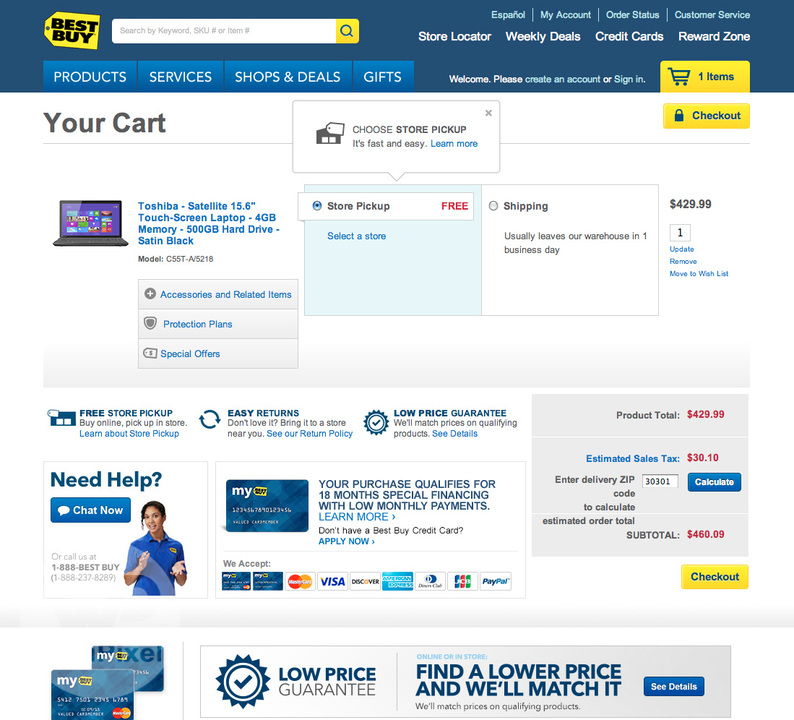 BEST BUY
Search by Keyword, SKU # or Item #
Español My Account Order Status Customer Service
Store Locator Weekly Deals Credit Cards Reward Zone
PRODUCTS SERVICES SHOPS & DEALS GIFTS
Welcome. Please create an account or Sign in.
1 Items
Your Cart
CHOOSE STORE PICKUP
It's fast and easy. Learn more
Checkout
Toshiba - Satellite 15.6"
Touch-Screen Laptop - 4GB
Memory - 500GB Hard Drive -
Satin Black
Model: C55T-A/5218
Store Pickup FREE
Select a store
Shipping
Usually leaves our warehouse in 1
business day
$429.99
1
Update
Remove
Move to Wish List
Accessories and Related Items
Protection Plans
Special Offers
FREE STORE PICKUP
Buy online, pick up in store.
Learn about Store Pickup
EASY RETURNS
Don't love it? Bring it to a store
near you. See our Return Policy
LOW PRICE GUARANTEE
We'll match prices on qualifying
products. See Details
Product Total: $429.99
Estimated Sales Tax: $30.10
Enter delivery ZIP
code
to calculate
estimated order total
30301
Calculate
SUBTOTAL: $460.09
Checkout
Need Help?
Chat Now
Or call us at
1-888-BEST BUY
(1-888-237-8289)
my BEST BUY
1234567890123456
VALUED CARDMEMBER
YOUR PURCHASE QUALIFIES FOR
18 MONTHS SPECIAL FINANCING
WITH LOW MONTHLY PAYMENTS.
LEARN MORE ›
Don't have a Best Buy Credit Card?
APPLY NOW ›
We Accept:
my my MasterCard VISA DISCOVER AMERICAN EXPRESS Diners Club JCB PayPal
my
my
5412 7501 2345 6789
VALUED CARDMEMBER
MasterCard
LOW PRICE
GUARANTEE
ONLINE OR IN STORE:
FIND A LOWER PRICE
AND WE'LL MATCH IT
We'll match prices on qualifying products.
See Details